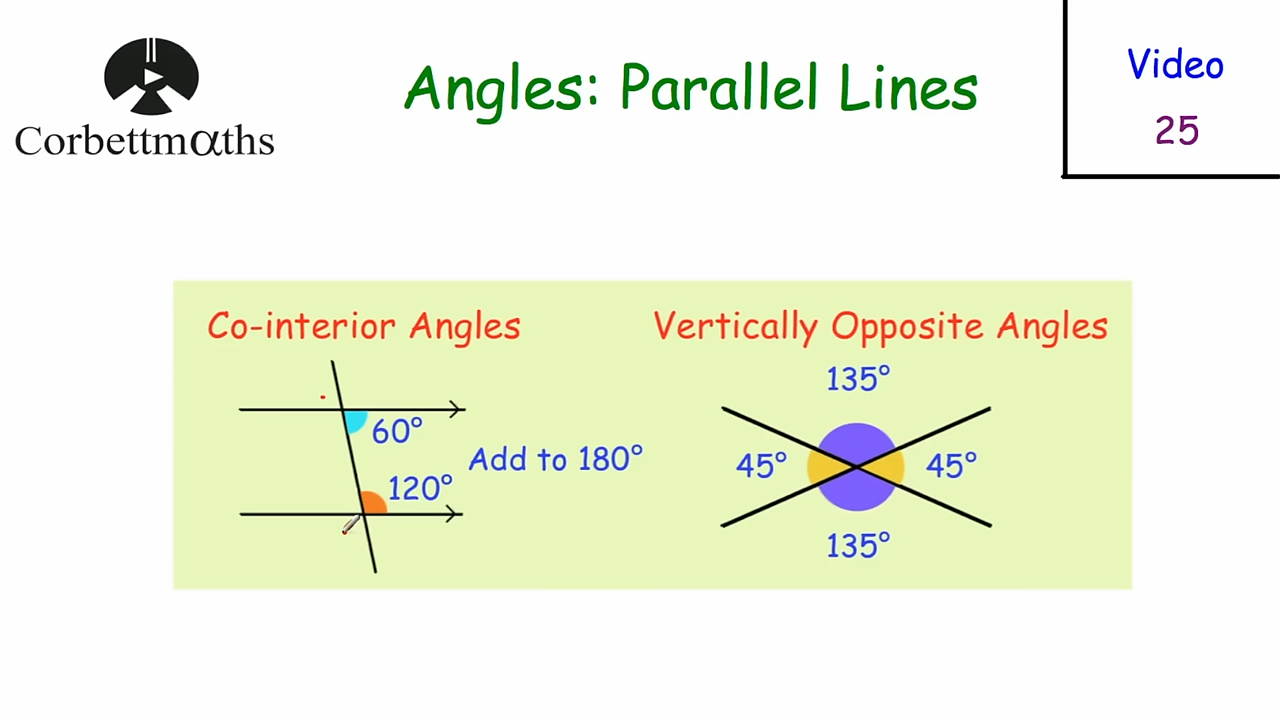 Corbettmαths
Angles: Parallel Lines
Video
25
Co-interior Angles
60°
120°
Add to 180°
Vertically Opposite Angles
135°
45°
45°
135°